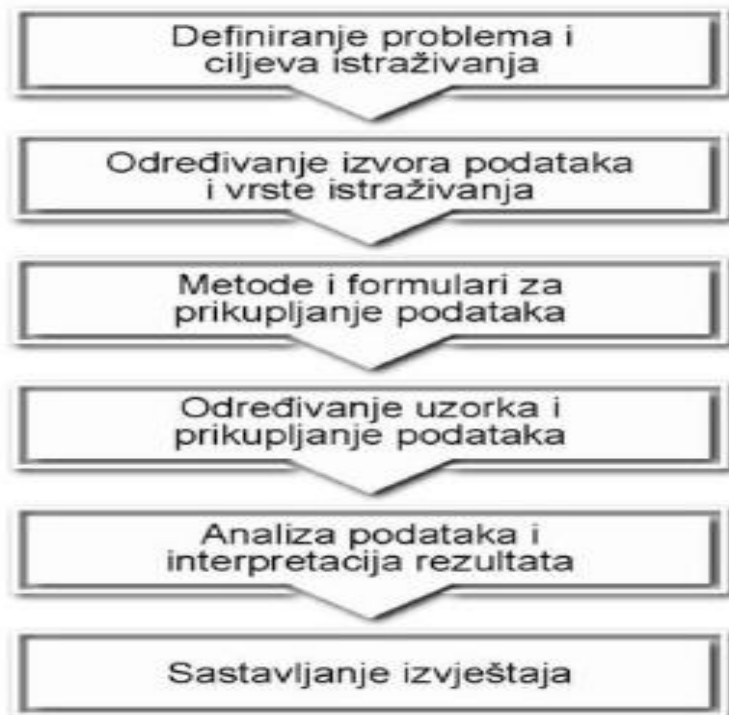 Definiranje problema i
ciljeva istraživanja
Određivanje izvora podataka
i vrste istraživanja
Metode i formulari za
prikupljanje podataka
Određivanje uzorka i
prikupljanje podataka
Analiza podataka i
interpretacija rezultata
Sastavljanje izvještaja